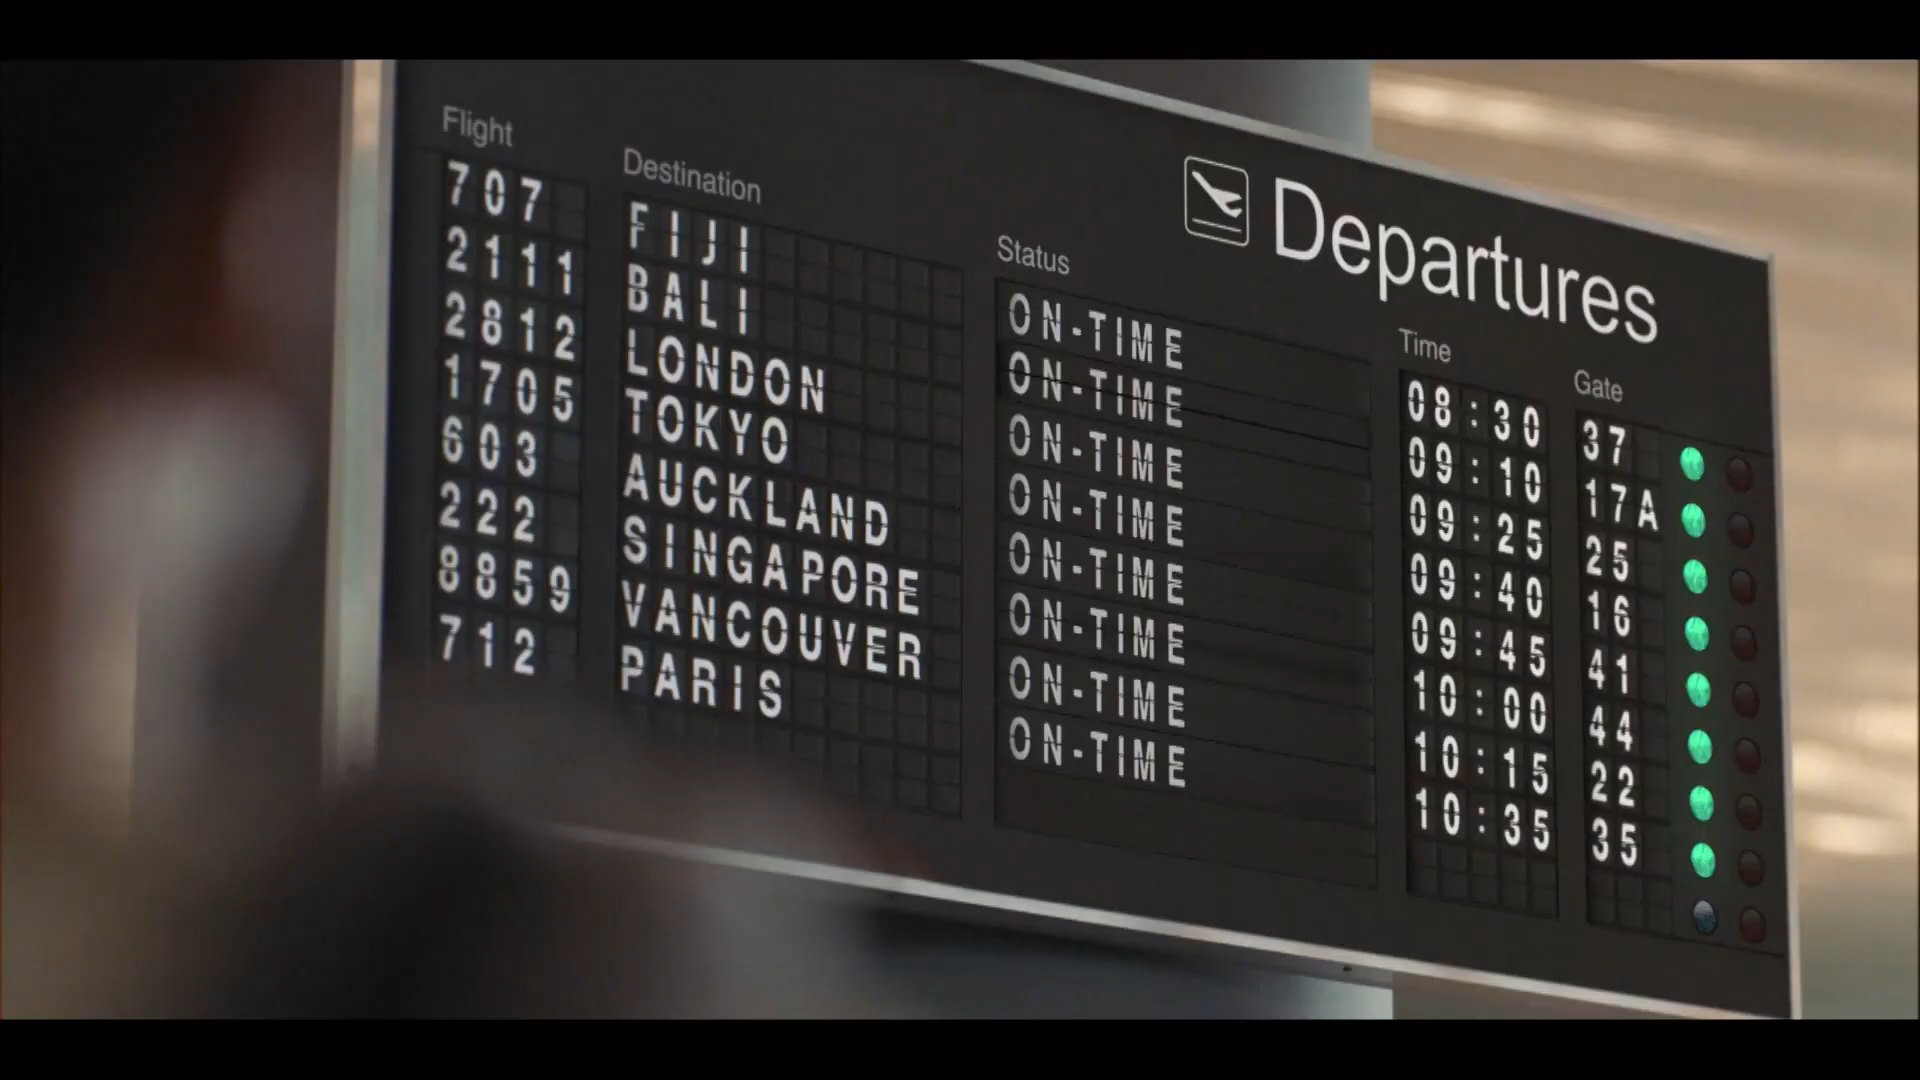 Departures
Flight Destination Status Time Gate
707 FIJI ON-TIME 08:30 37
2111 BALI ON-TIME 09:10 17A
2812 LONDON ON-TIME 09:25 25
1705 TOKYO ON-TIME 09:40 16
603 AUCKLAND ON-TIME 09:45 41
222 SINGAPORE ON-TIME 10:00 44
8859 VANCOUVER ON-TIME 10:15 22
712 PARIS ON-TIME 10:35 35